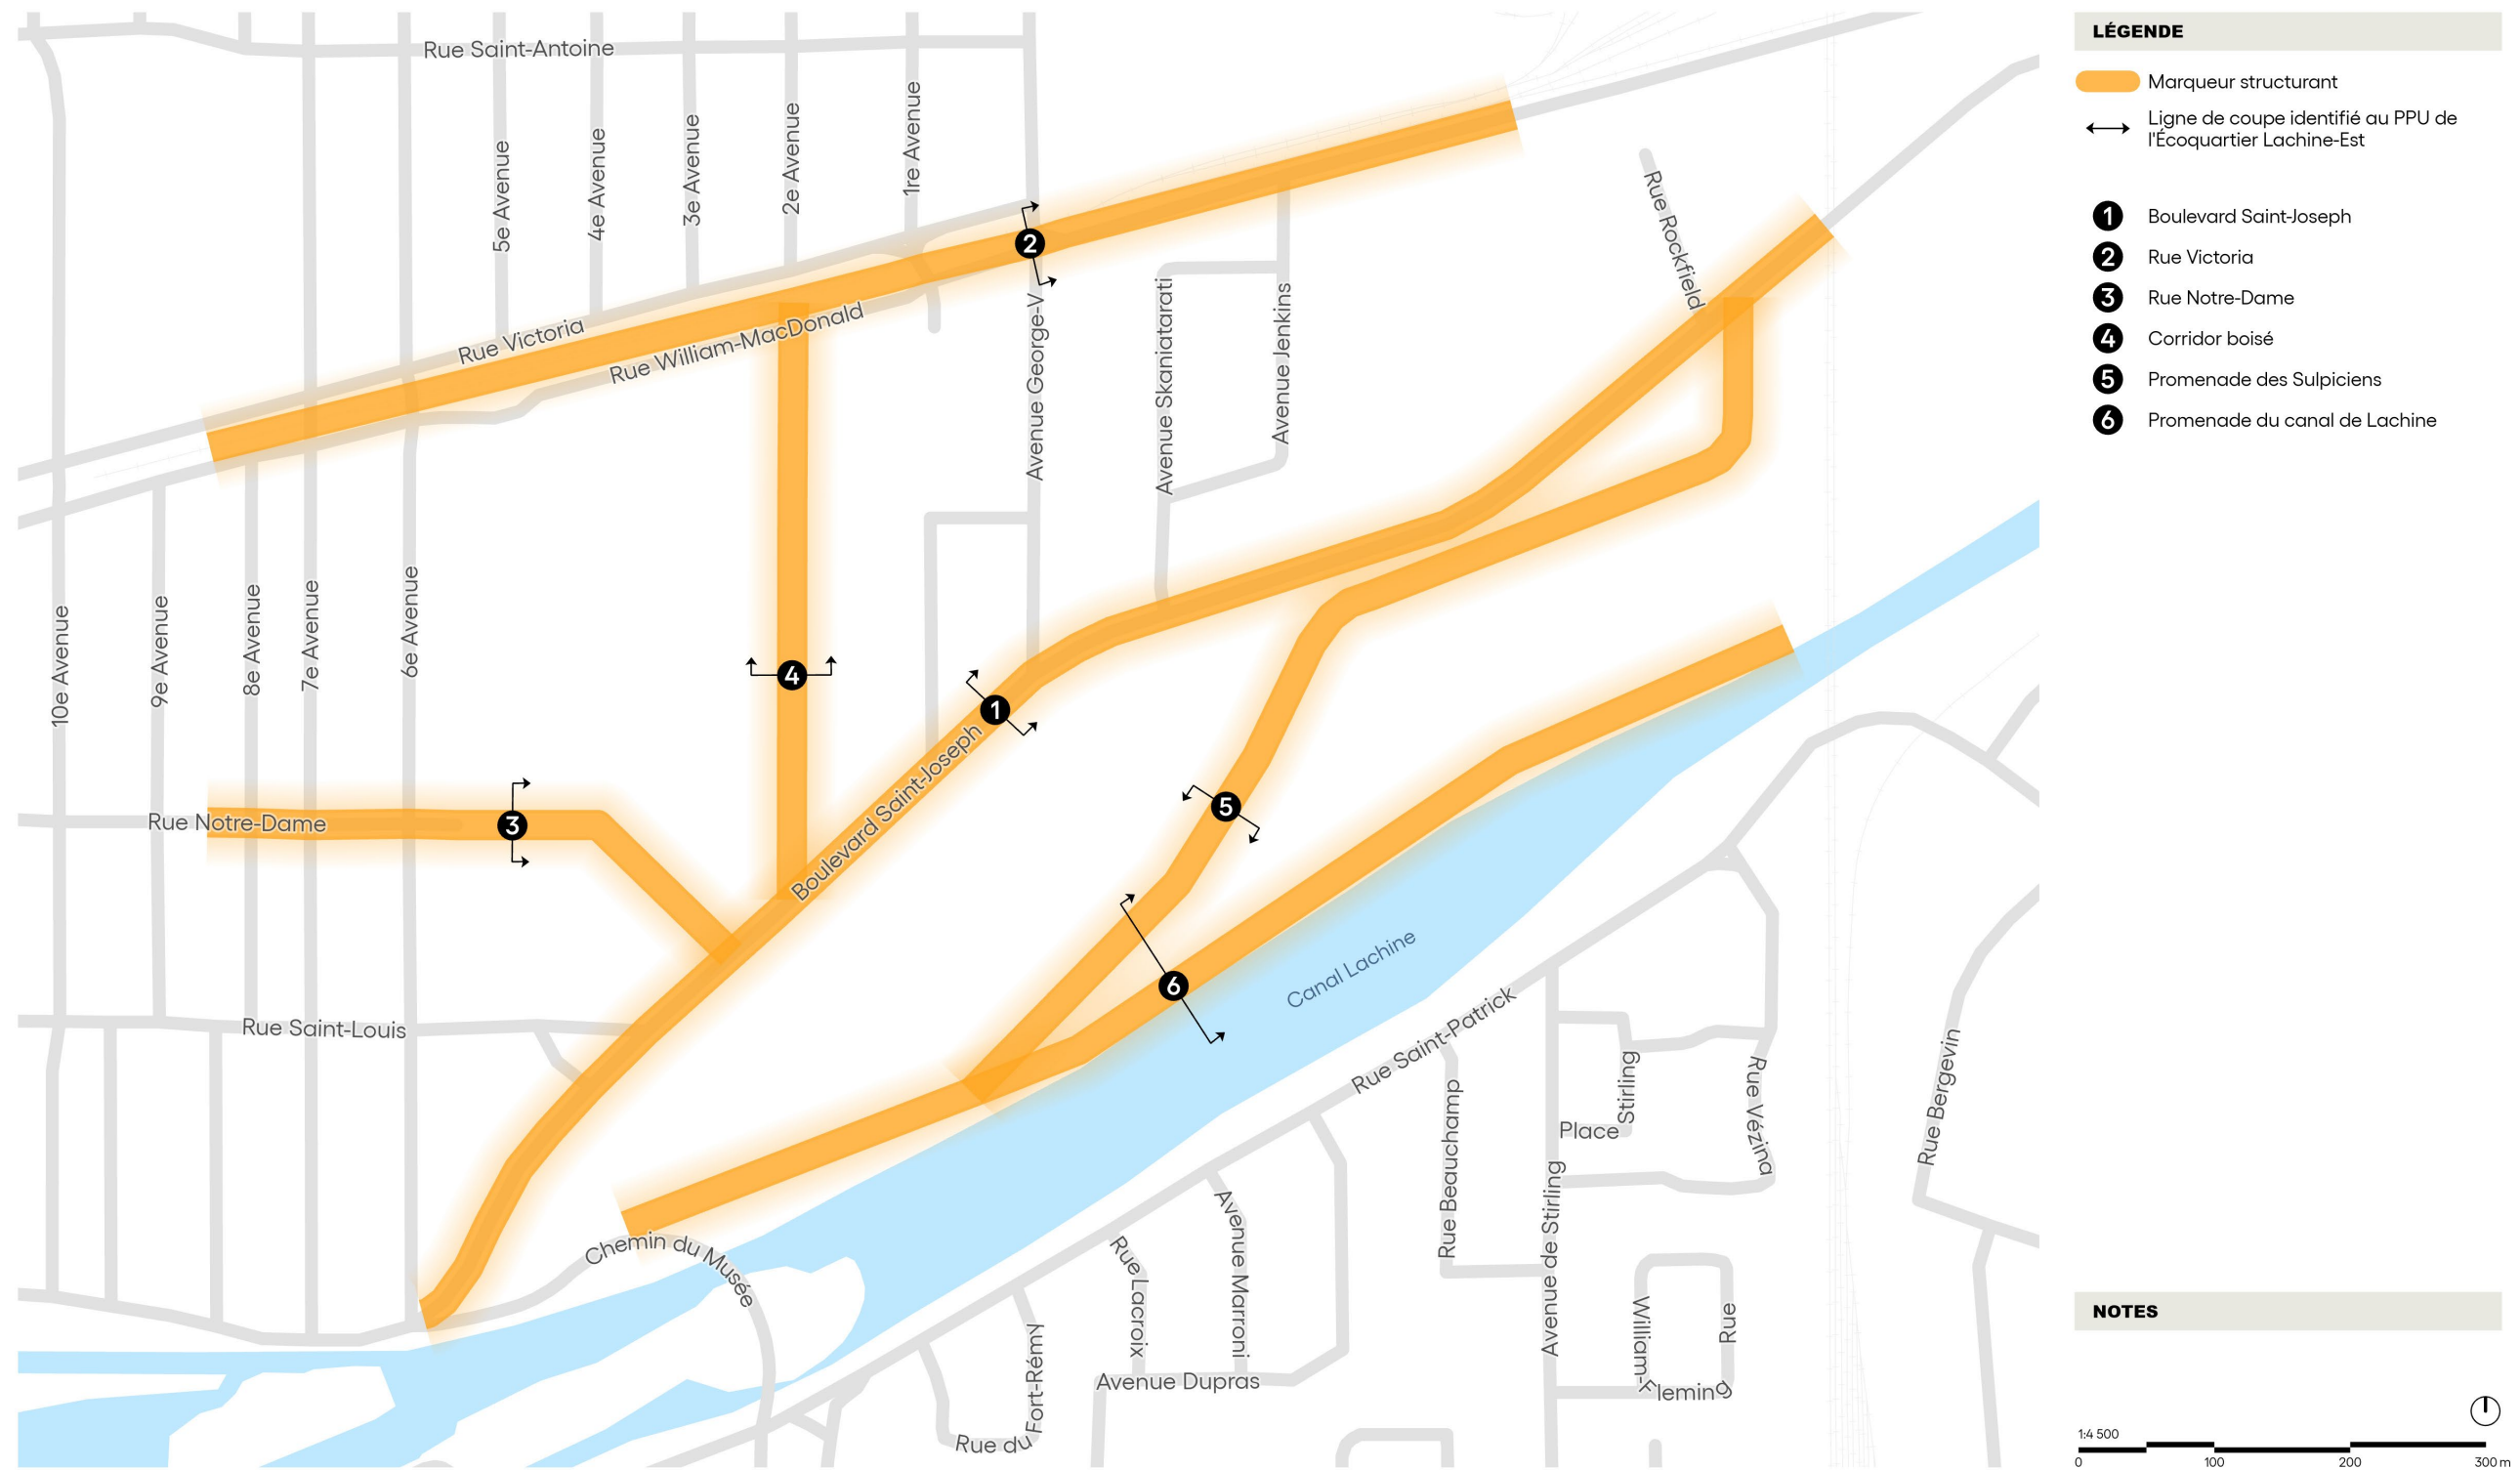 Rue Saint-Antoine
5e Avenue
4e Avenue
3e Avenue
2e Avenue
1re Avenue
Rue Victoria
Rue William-MacDonald
2
Avenue George-V
Avenue Skaniatarati
Avenue Jenkins
Rue Rockfield
10e Avenue
9e Avenue
8e Avenue
7e Avenue
6e Avenue
4
1
Boulevard Saint-Joseph
Rue Notre-Dame
3
5
6
Canal Lachine
Rue Saint-Louis
Rue Saint-Patrick
Chemin du Musée
Rue Beauchamp
Place
Stirling
Rue Vézina
Rue Bergevin
Avenue de Stirling
Avenue Marroni
Rue Lacroix
Rue du Fort-Rémy
Avenue Dupras
Rue
William-Fleming
LÉGENDE
Marqueur structurant
Ligne de coupe identifié au PPU de
l'Écoquartier Lachine-Est
1 Boulevard Saint-Joseph
2 Rue Victoria
3 Rue Notre-Dame
4 Corridor boisé
5 Promenade des Sulpiciens
6 Promenade du canal de Lachine
NOTES
1:4 500
0 100 200 300 m